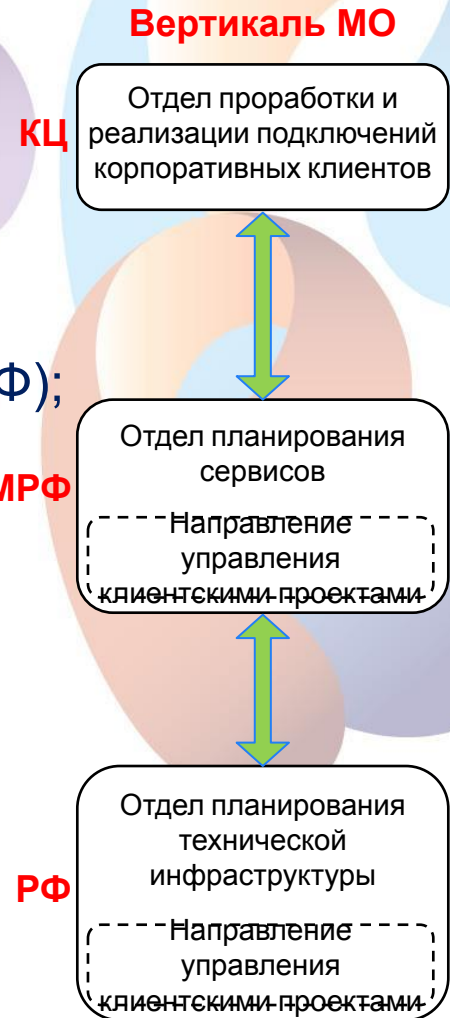 Вертикаль МО
КЦ
Отдел проработки и
реализации подключений
корпоративных клиентов
Ф);
МРФ
Отдел планирования
сервисов
Направление
управления
клиентскими проектами
РФ
Отдел планирования
технической
инфраструктуры
Направление
управления
клиентскими проектами